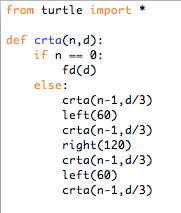 from turtle import *

def crta(n,d):
    if n == 0:
        fd(d)
    else:
        crta(n-1,d/3)
        left(60)
        crta(n-1,d/3)
        right(120)
        crta(n-1,d/3)
        left(60)
        crta(n-1,d/3)